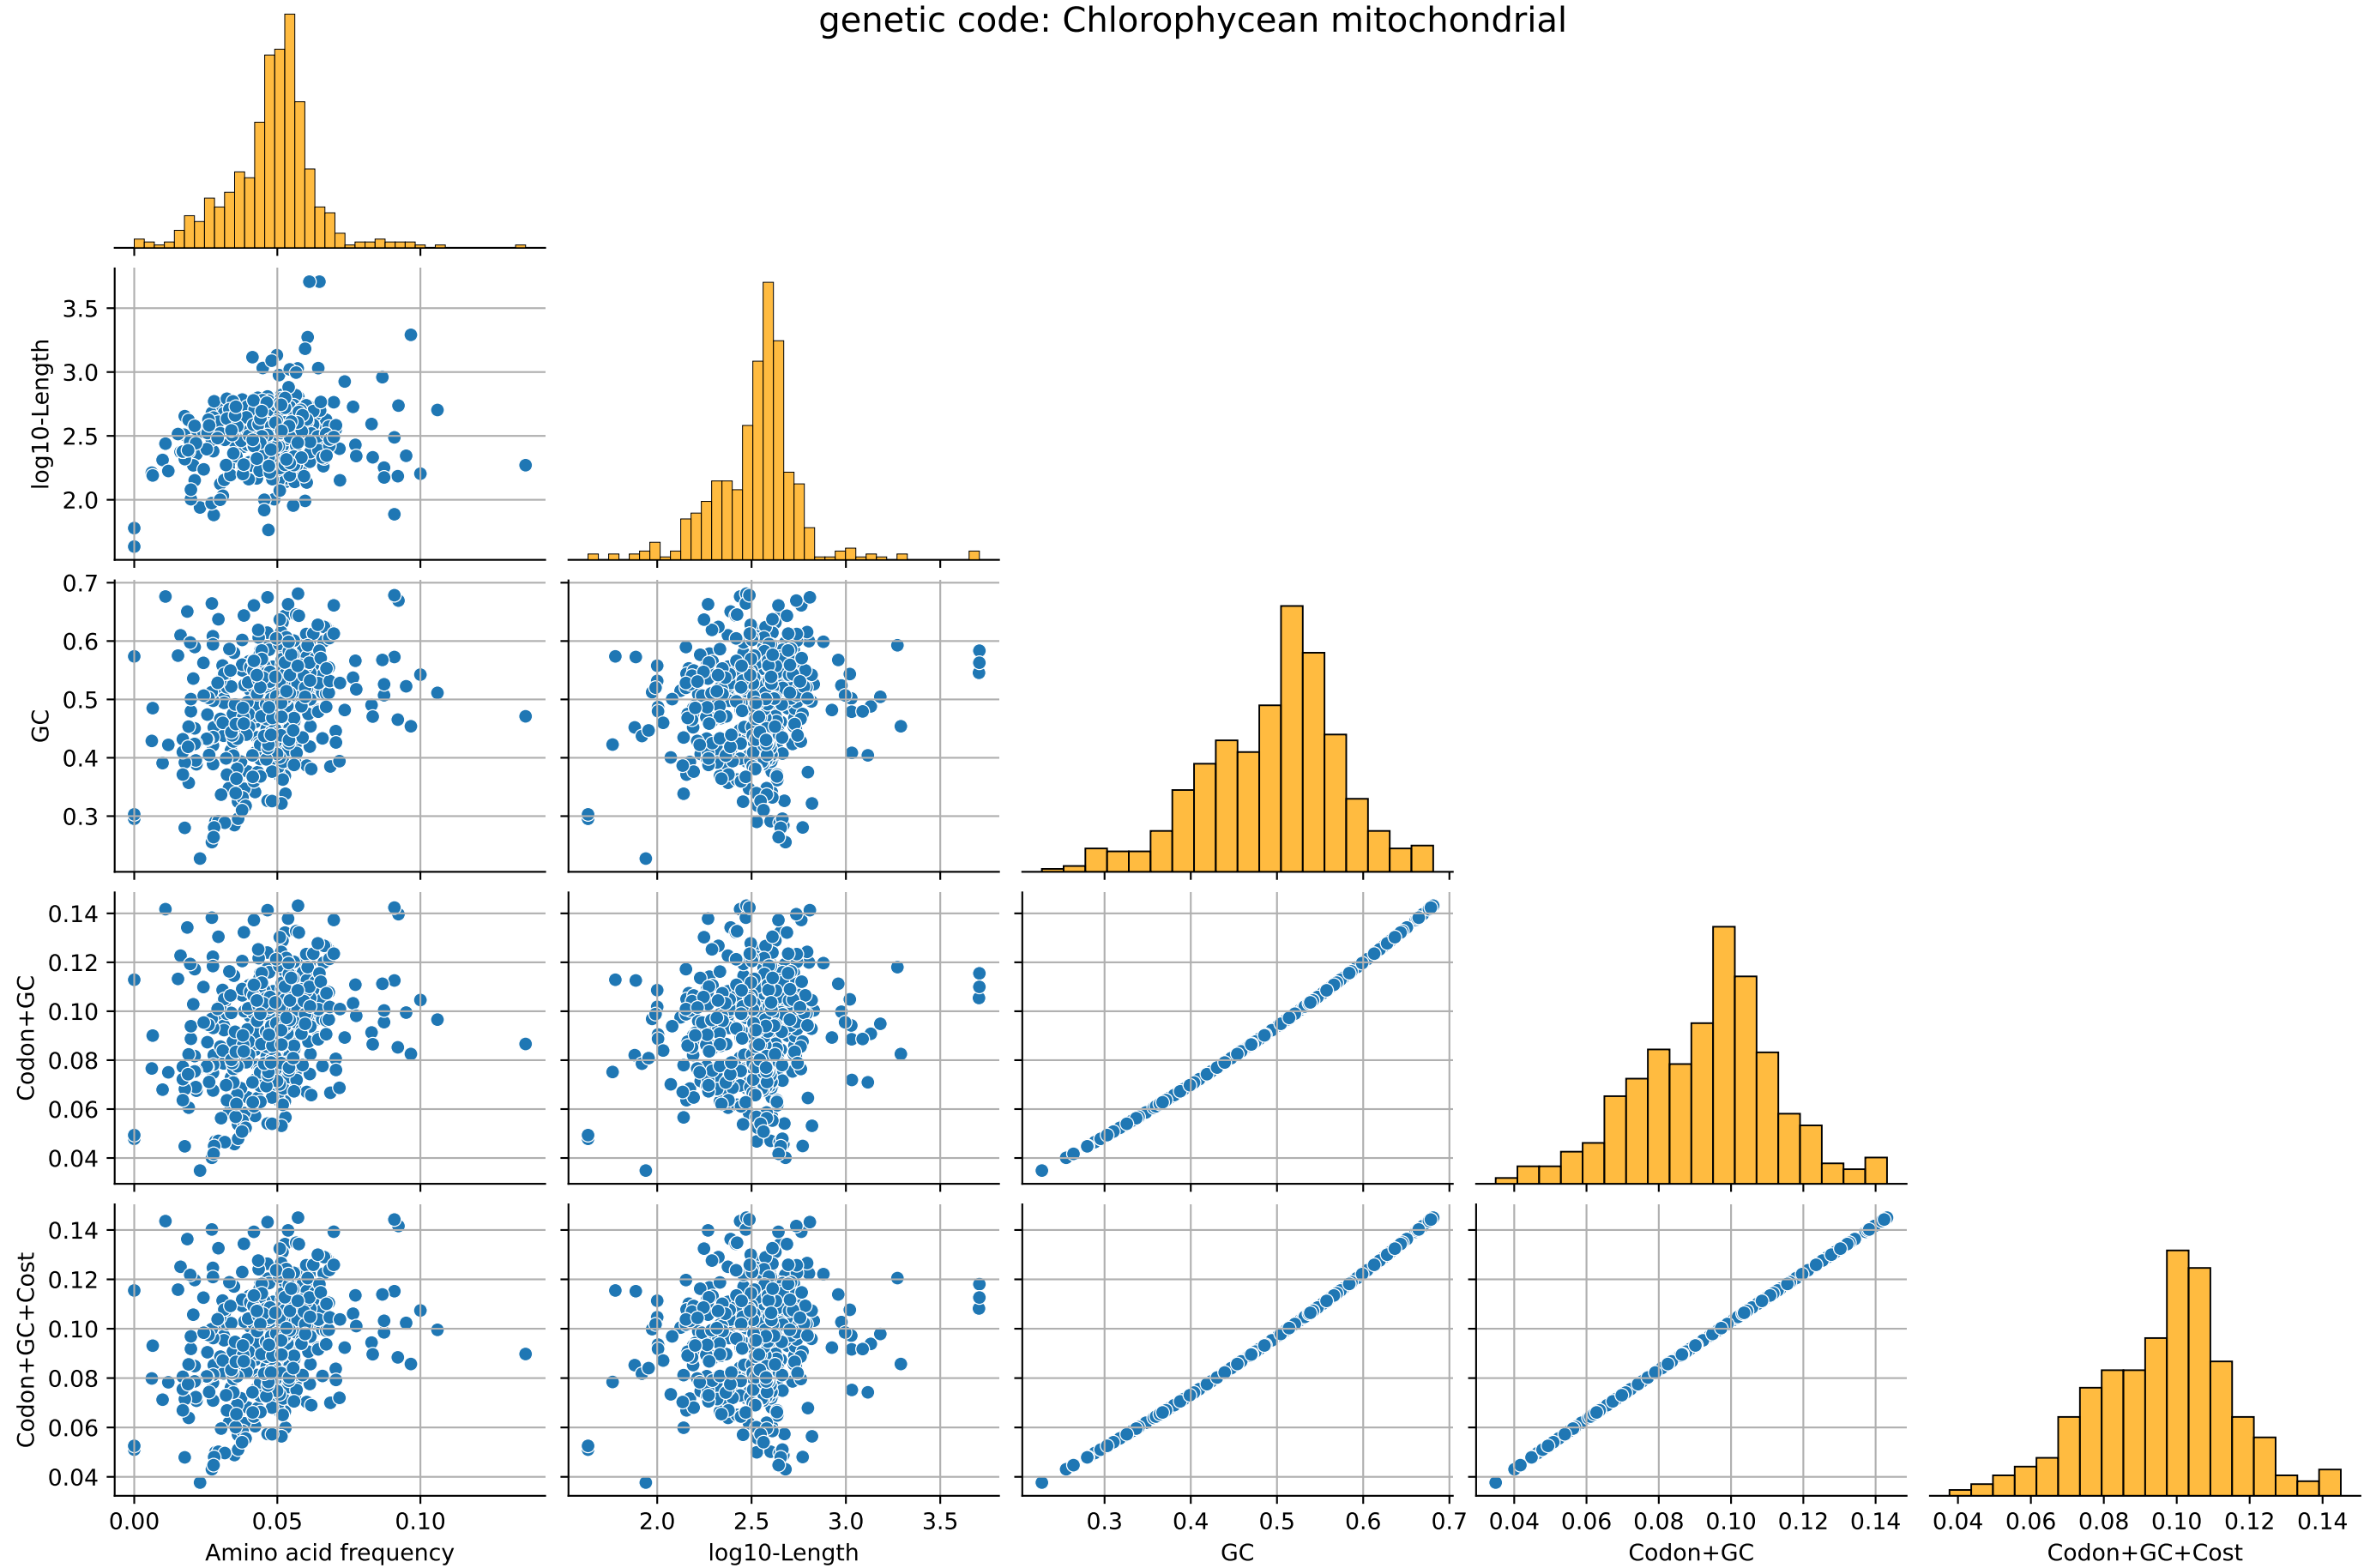 genetic code: Chlorophycean mitochondrial
3.5
3.0
2.5
2.0
log10-Length
0.7
0.6
0.5
0.4
0.3
GC
0.14
0.12
0.10
0.08
0.06
0.04
Codon+GC
0.14
0.12
0.10
0.08
0.06
0.04
Codon+GC+Cost
0.00 0.05 0.10
2.0 2.5 3.0 3.5
0.3 0.4 0.5 0.6 0.7
0.04 0.06 0.08 0.10 0.12 0.14
0.04 0.06 0.08 0.10 0.12 0.14
Amino acid frequency
log10-Length
GC
Codon+GC
Codon+GC+Cost